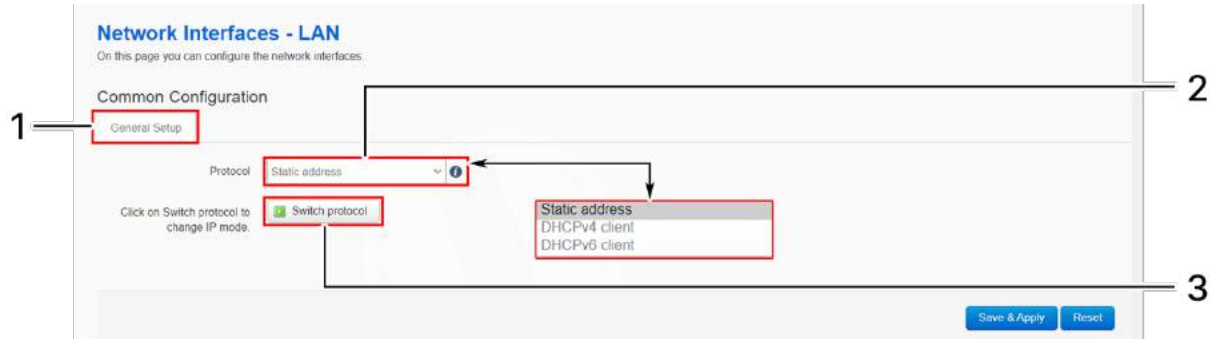 Network Interfaces - LAN
On this page you can configure the network interfaces.
Common Configuration
2
1
General Setup
Protocol
Static address
Click on Switch protocol to
change IP mode.
Switch protocol
Static address
DHCPv4 client
DHCPv6 client
3
Save & Apply
Reset